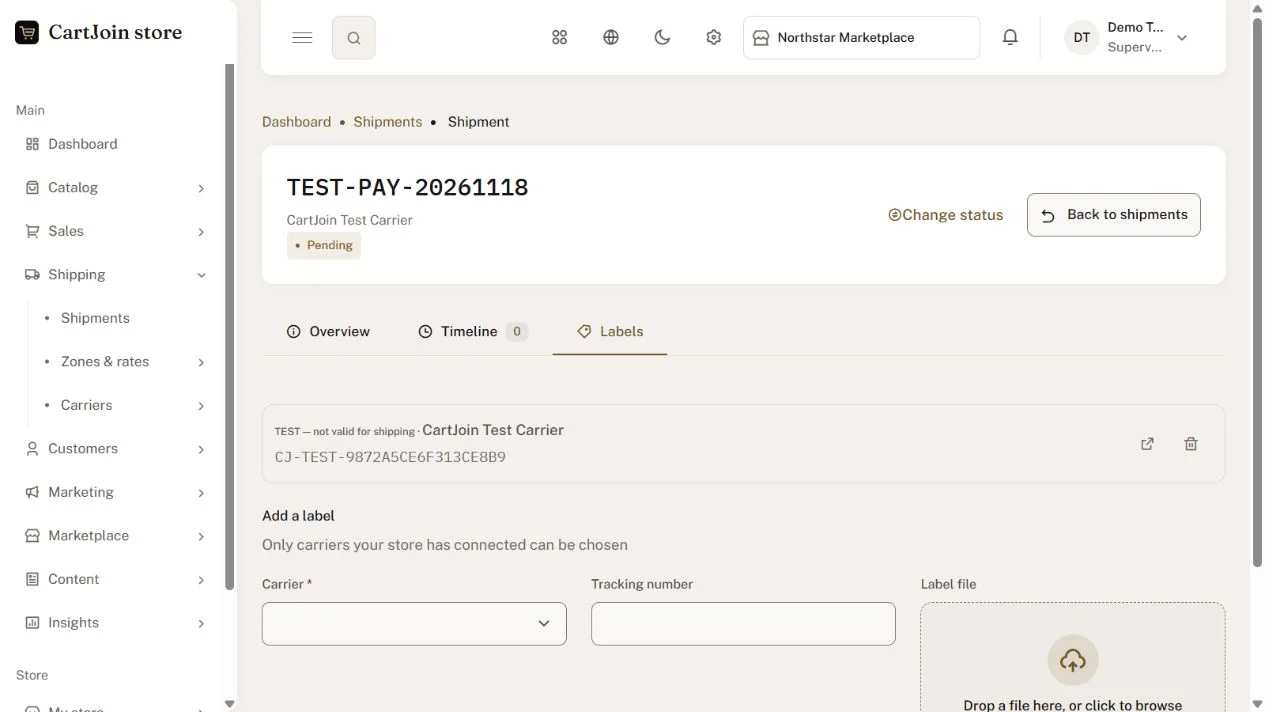 CartJoin store
Northstar Marketplace
DT
Demo T...
Superv...
Main
Dashboard
Catalog
Sales
Shipping
Shipments
Zones & rates
Carriers
Customers
Marketing
Marketplace
Content
Insights
Store
My store
Dashboard • Shipments • Shipment
TEST-PAY-20261118
CartJoin Test Carrier
• Pending
Change status
Back to shipments
Overview
Timeline 0
Labels
TEST — not valid for shipping · CartJoin Test Carrier
CJ-TEST-9872A5CE6F313CE8B9
Add a label
Only carriers your store has connected can be chosen
Carrier *
Tracking number
Label file
Drop a file here, or click to browse